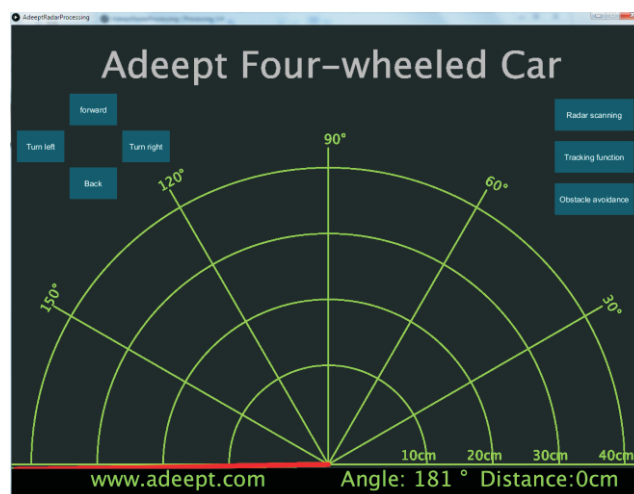 AdeeptRadarProcessing
Adeept Four-wheeled Car
forward
Turn left
Turn right
Back
Radar scanning
Tracking function
Obstacle avoidance
90°
120°
60°
150°
30°
10cm
20cm
30cm
40cm
www.adeept.com
Angle: 181 °
Distance:0cm